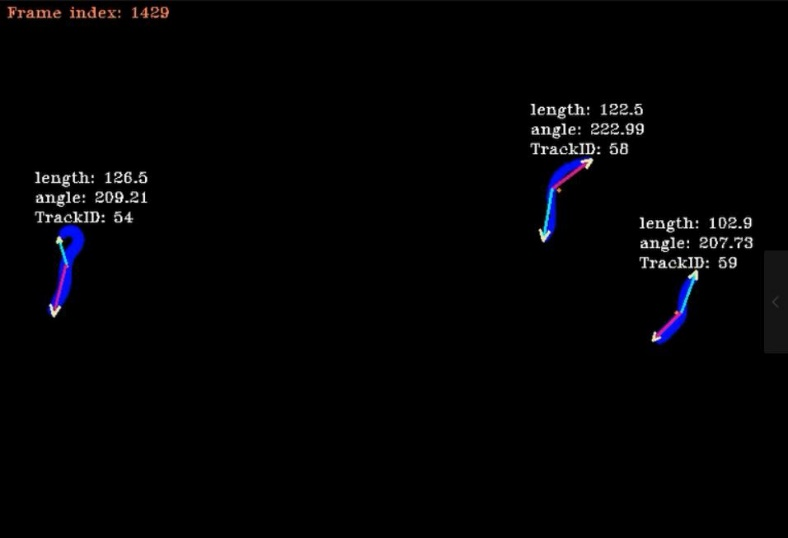 Frame index: 1429
length: 122.5
angle: 222.99
TrackID: 58
length: 126.5
angle: 209.21
TrackID: 54
length: 102.9
angle: 207.73
TrackID: 59